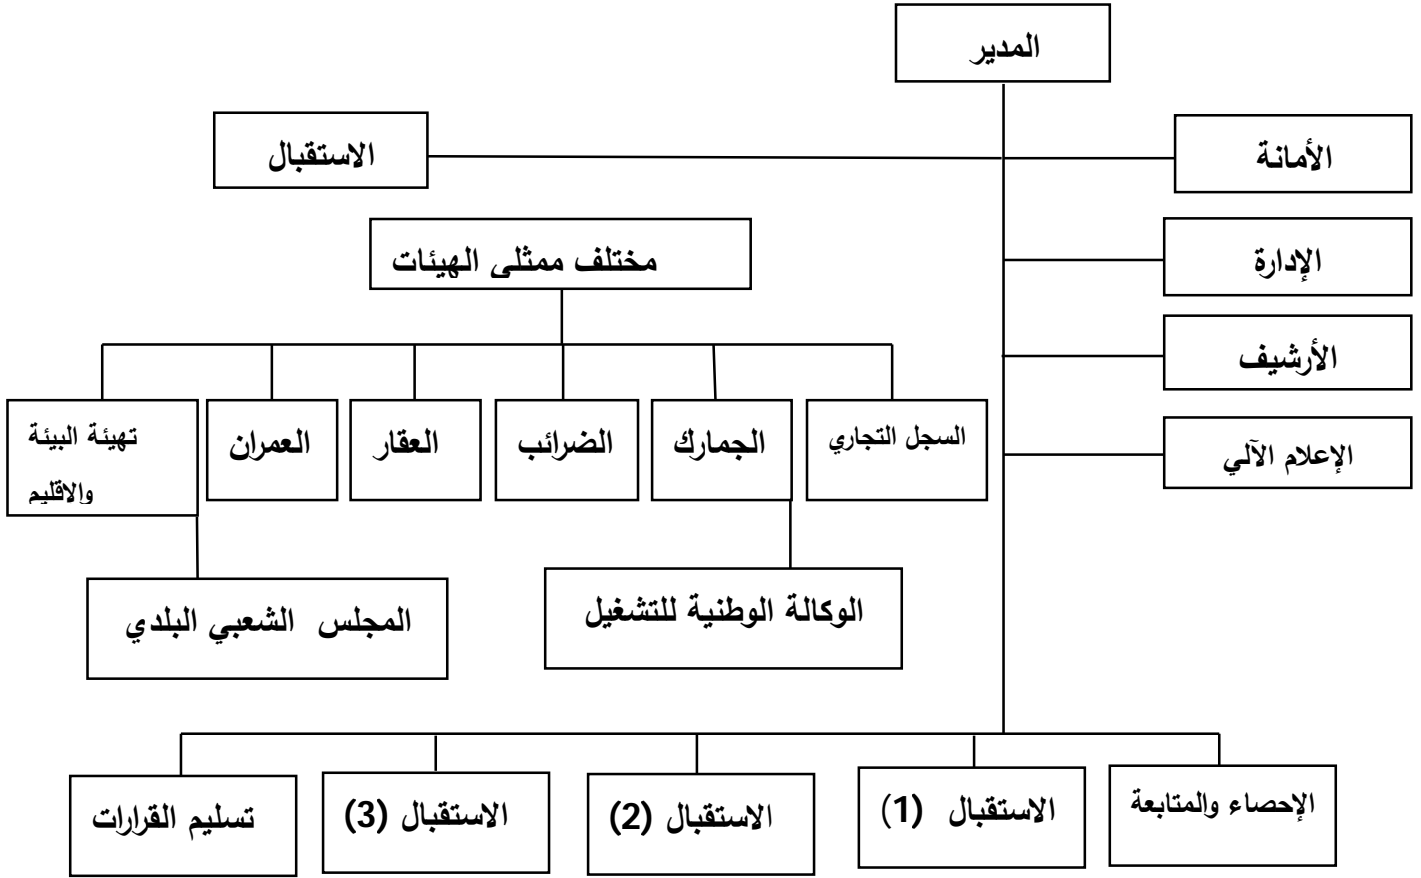 المدير
الأمانة
الاستقبال
الإدارة
مختلف ممثلي الهيئات
الأرشيف
الإعلام الآلي
السجل التجاري
الجمارك
الضرائب
العقار
العمران
تهيئة البيئة
والاقليم
الوكالة الوطنية للتشغيل
المجلس الشعبي البلدي
الإحصاء والمتابعة
الاستقبال (1)
الاستقبال (2)
الاستقبال (3)
تسليم القرارات